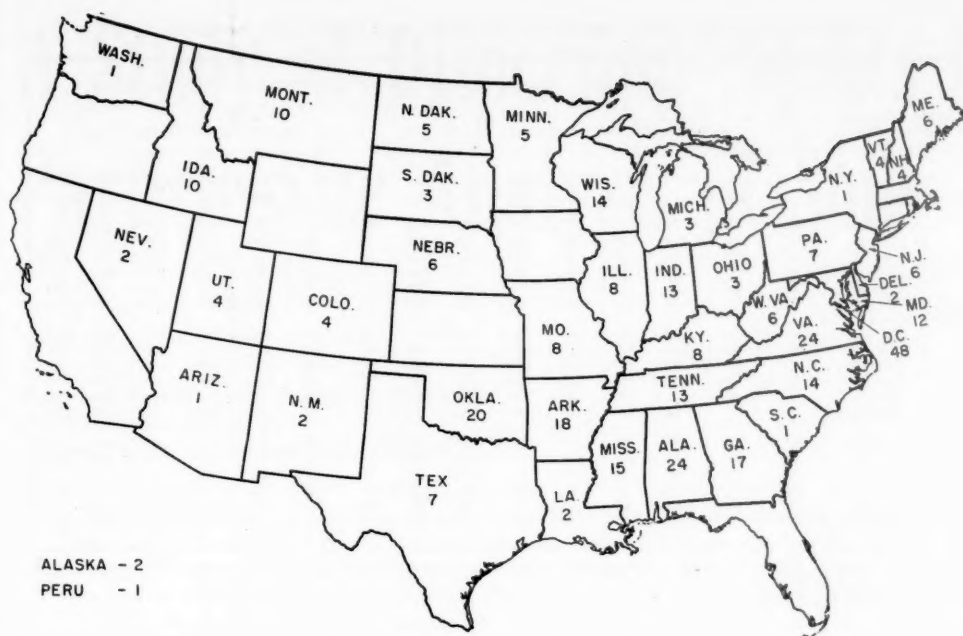 WASH.
1
MONT.
10
N. DAK.
5
MINN.
5
ME.
6
VT.
4
NH
4
IDA.
10
S. DAK.
3
WIS.
14
MICH.
3
N.Y.
1
NEV.
2
NEBR.
6
PA.
7
N.J.
6
UT.
4
COLO.
4
ILL.
8
IND.
13
OHIO
3
DEL.
2
W. VA
6
MD.
12
MO.
8
KY.
8
VA.
24
D.C.
48
ARIZ.
1
N. M.
2
OKLA.
20
ARK.
18
TENN.
13
N.C.
14
S.C.
1
MISS.
15
ALA.
24
GA.
17
TEX
7
LA.
2
ALASKA - 2
PERU - 1